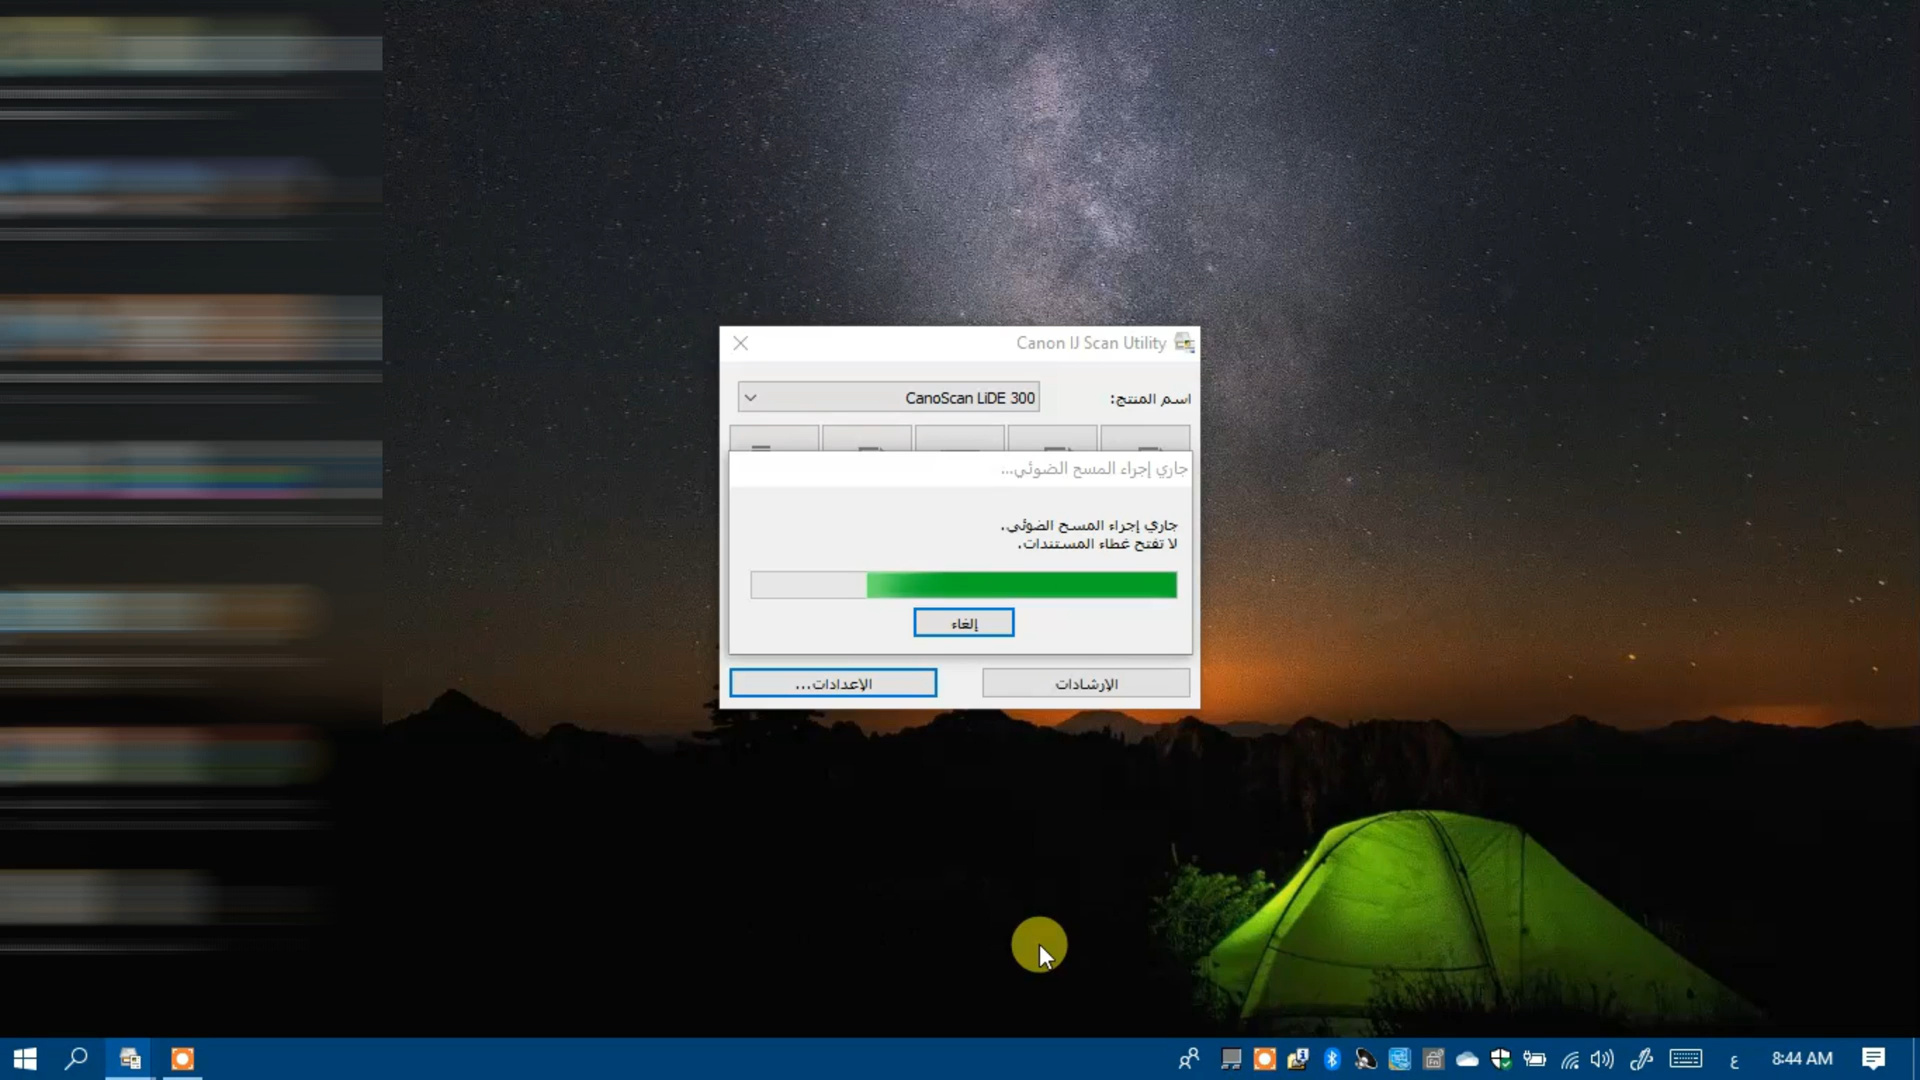 Canon IJ Scan Utility
اسم المنتج:
CanoScan LiDE 300
جاري إجراء المسح الضوئي...
جاري إجراء المسح الضوئي.
لا تفتح غطاء المستندات.
إلغاء
الإرشادات
الإعدادات...
ع
8:44 AM